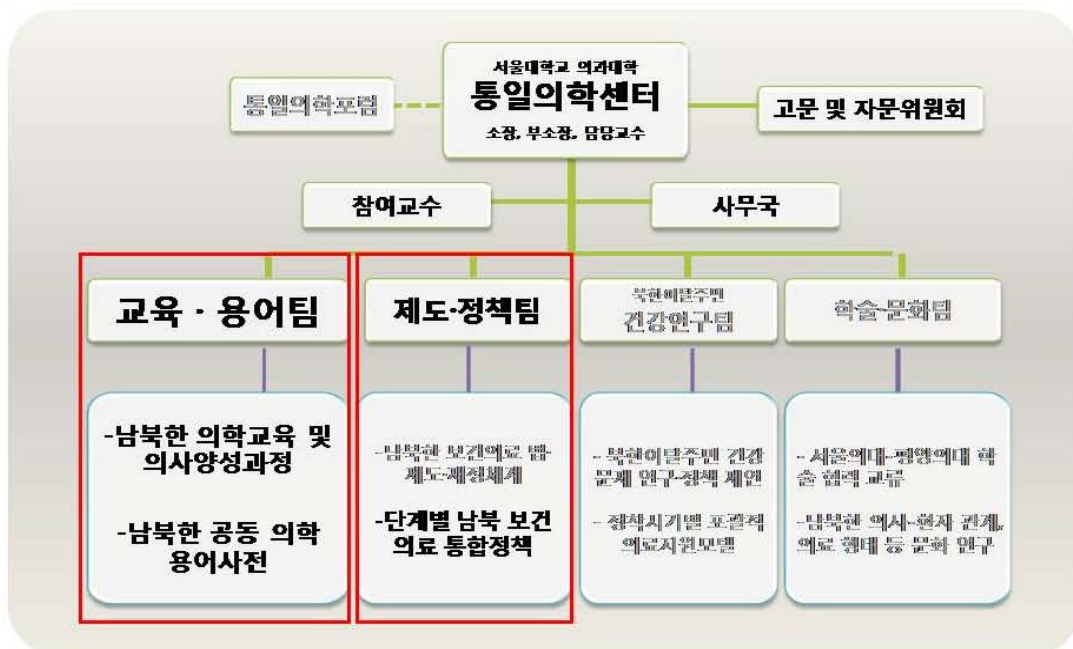 서울대학교 의과대학
통일의학센터
소장, 부소장, 담당교수
통일의학포럼
고문 및 자문위원회
참여교수
사무국
교육 · 용어팀
제도·정책팀
북한이탈주민
건강연구팀
학술·문화팀
-남북한 의학교육 및
의사양성과정
-남북한 공동 의학
용어사전
-남북한 보건의료 법·
제도·재정체계
-단계별 남북 보건
의료 통합정책
- 북한이탈주민 건강
문제 연구·정책 제언
- 정착시기별 포괄적
의료지원모델
- 서울의대-평양의대 학
술 협력 교류
-남북한 의사-환자 관계,
의료 행태 등 문화 연구